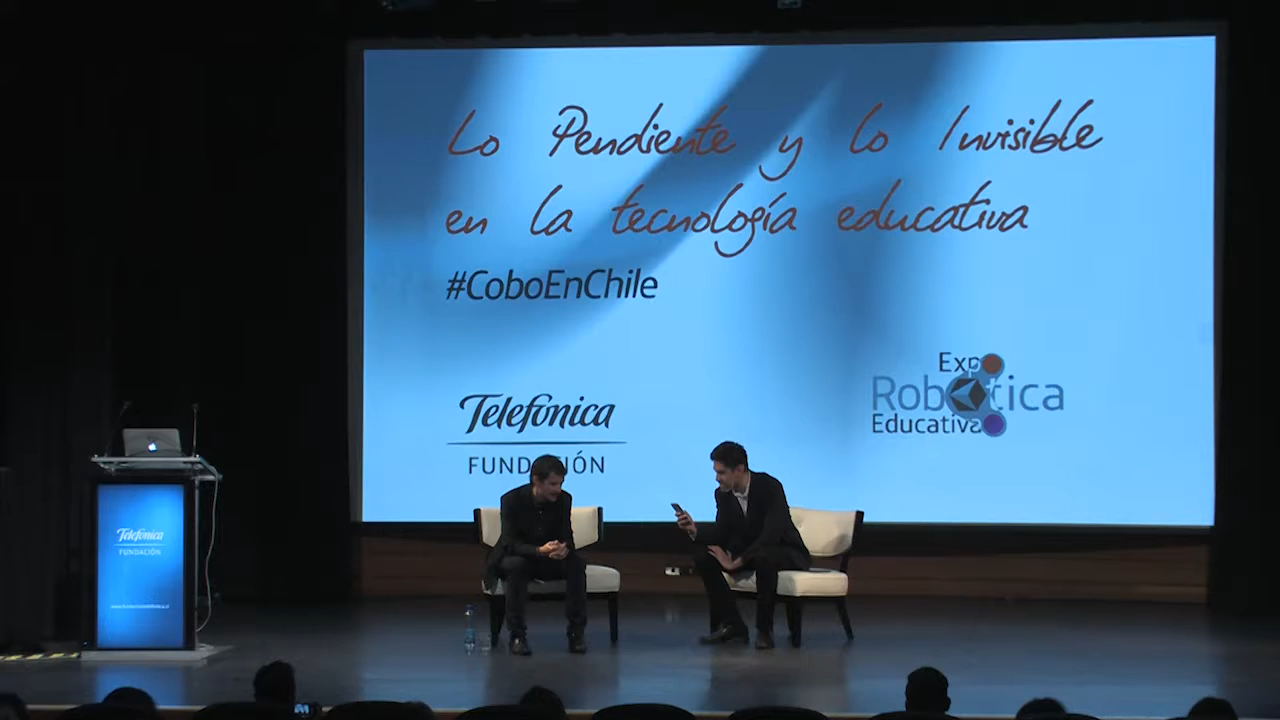 Lo Pendiente y lo Invisible
en la tecnología educativa
#CoboEnChile
Telefónica
FUNDACIÓN
Expo
Robótica
Educativa
Telefónica
FUNDACIÓN